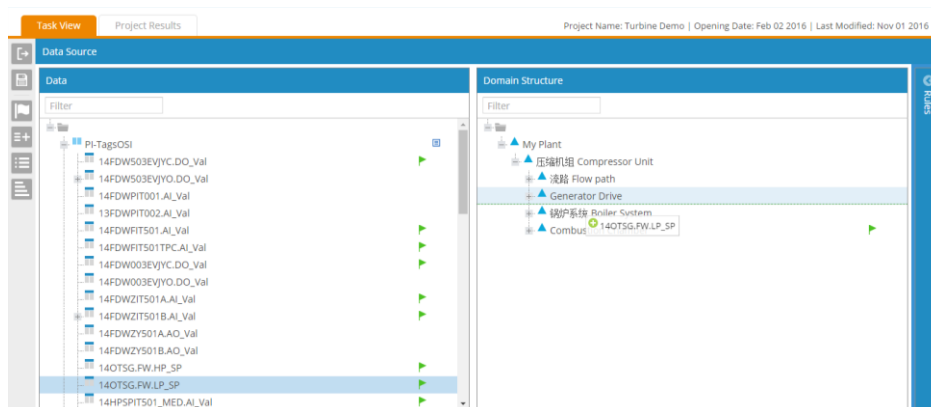 Task View
Project Results
Project Name: Turbine Demo | Opening Date: Feb 02 2016 | Last Modified: Nov 01 2016
Data Source
Data
Filter
PI-TagsOSI
14FDW503EVJYC.DO_Val
14FDW503EVJYO.DO_Val
14FDWPIT001.AI_Val
13FDWPIT002.AI_Val
14FDWFIT501.AI_Val
14FDWFIT501TPC.AI_Val
14FDW003EVJYC.DO_Val
14FDW003EVJYO.DO_Val
14FDWZIT501A.AI_Val
14FDWZIT501B.AI_Val
14FDWZY501A.AO_Val
14FDWZY501B.AO_Val
14OTSG.FW.HP_SP
14OTSG.FW.LP_SP
14HPSPIT501_MED.AI_Val
Domain Structure
Filter
My Plant
压缩机组 Compressor Unit
流路 Flow path
Generator Drive
锅炉系统 Boiler System
Combus
14OTSG.FW.LP_SP
Rules